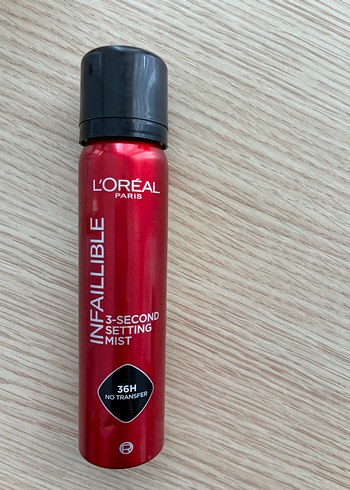 L'ORÉAL
PARIS
INFAILLIBLE
3-SECOND
SETTING
MIST
36H
NO TRANSFER